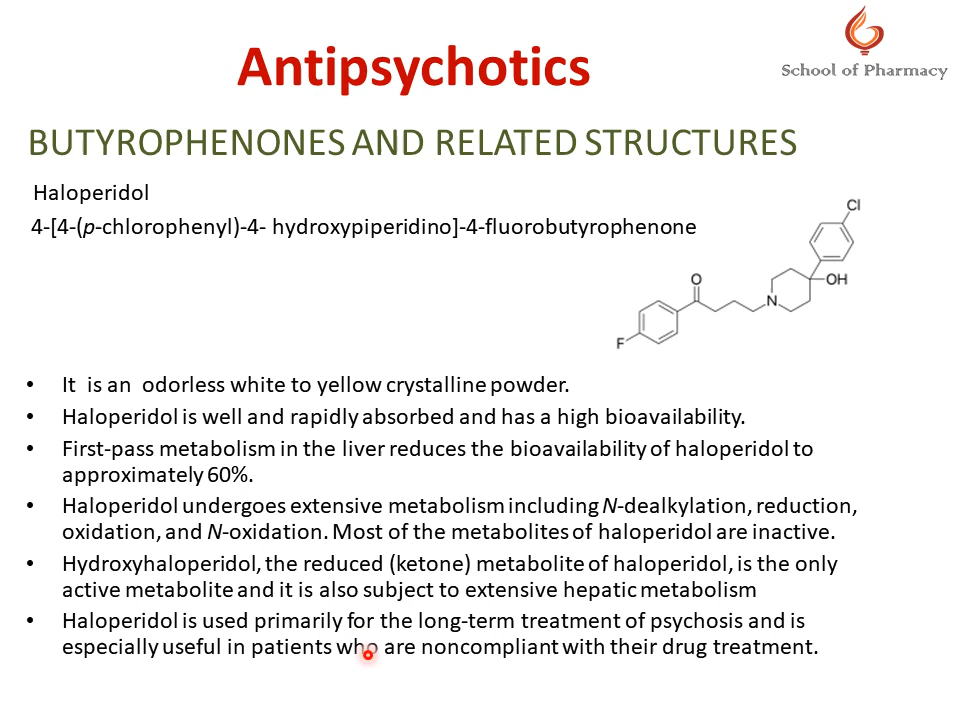 School of Pharmacy
Antipsychotics
BUTYROPHENONES AND RELATED STRUCTURES
Haloperidol
4-[4-(p-chlorophenyl)-4- hydroxypiperidino]-4-fluorobutyrophenone
Cl
OH
O
N
F
• It is an odorless white to yellow crystalline powder.
• Haloperidol is well and rapidly absorbed and has a high bioavailability.
• First-pass metabolism in the liver reduces the bioavailability of haloperidol to
approximately 60%.
• Haloperidol undergoes extensive metabolism including N-dealkylation, reduction,
oxidation, and N-oxidation. Most of the metabolites of haloperidol are inactive.
• Hydroxyhaloperidol, the reduced (ketone) metabolite of haloperidol, is the only
active metabolite and it is also subject to extensive hepatic metabolism
• Haloperidol is used primarily for the long-term treatment of psychosis and is
especially useful in patients who are noncompliant with their drug treatment.